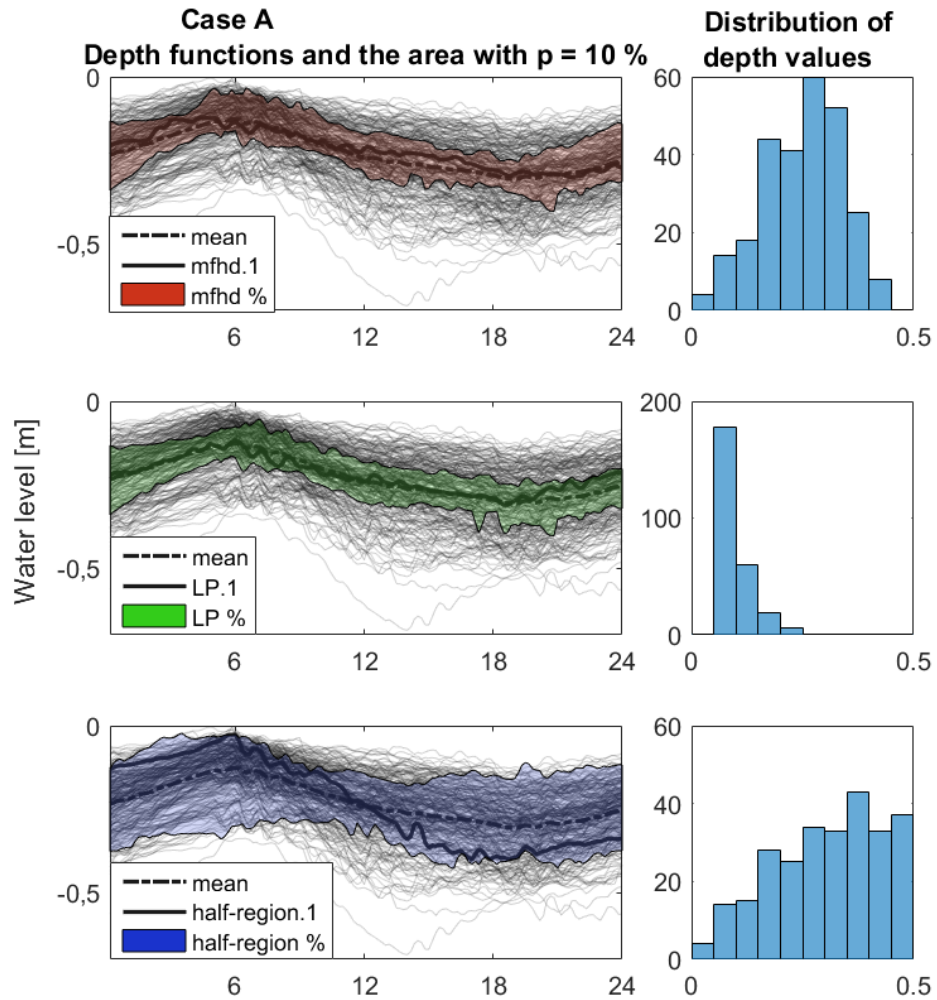 Case A
Depth functions and the area with p = 10 %
Distribution of
depth values
0
-0,5
mean
mfhd.1
mfhd %
6
12
18
24
60
40
20
0
0
0.5
Water level [m]
0
-0,5
mean
LP.1
LP %
6
12
18
24
200
100
0
0
0.5
0
-0,5
mean
half-region.1
half-region %
6
12
18
24
60
40
20
0
0
0.5